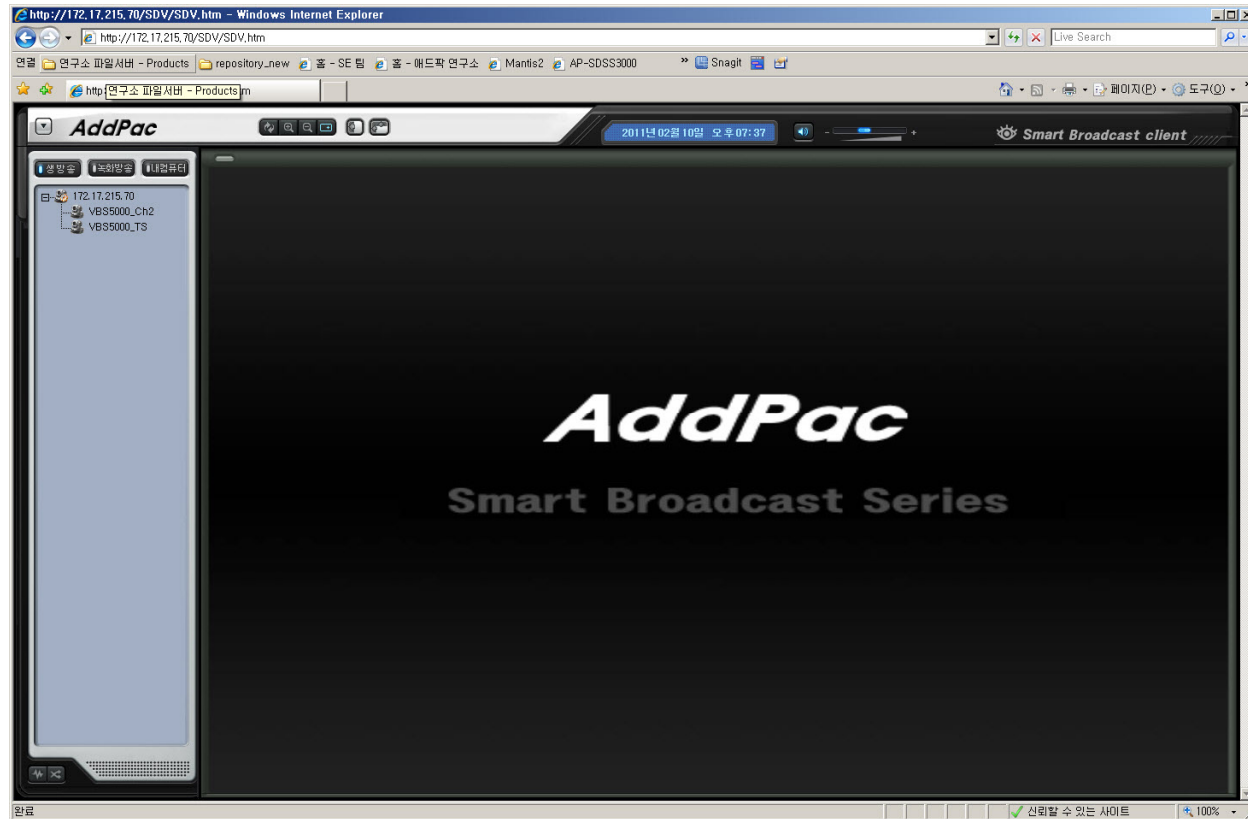 http://172.17.215.70/SDV/SDV.htm - Windows Internet Explorer
http://172.17.215.70/SDV/SDV.htm
Live Search
연결 연구소 파일서버 - Products repository_new 홈 - SE 팀 홈 - 애드팍 연구소 Mantis2 AP-SDSS3000 » Snagit
http: 연구소 파일서버 - Products m
페이지(P) 도구(O) »
AddPac
2011년 02월 10일 오후 07:37
- +
Smart Broadcast client
생방송 녹화방송 내컴퓨터
172.17.215.70
VBS5000_Ch2
VBS5000_TS
AddPac
Smart Broadcast Series
완료
신뢰할 수 있는 사이트
100%